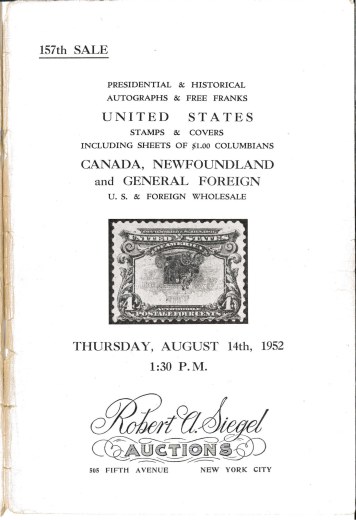 157th SALE
PRESIDENTIAL & HISTORICAL
AUTOGRAPHS & FREE FRANKS
UNITED STATES
STAMPS & COVERS
INCLUDING SHEETS OF $1.00 COLUMBIANS
CANADA, NEWFOUNDLAND
and GENERAL FOREIGN
U. S. & FOREIGN WHOLESALE
UNITED STATES
4 4
POSTAGE FOUR CENTS
THURSDAY, AUGUST 14th, 1952
1:30 P.M.
Robert A. Siegel
AUCTIONS
505 FIFTH AVENUE NEW YORK CITY